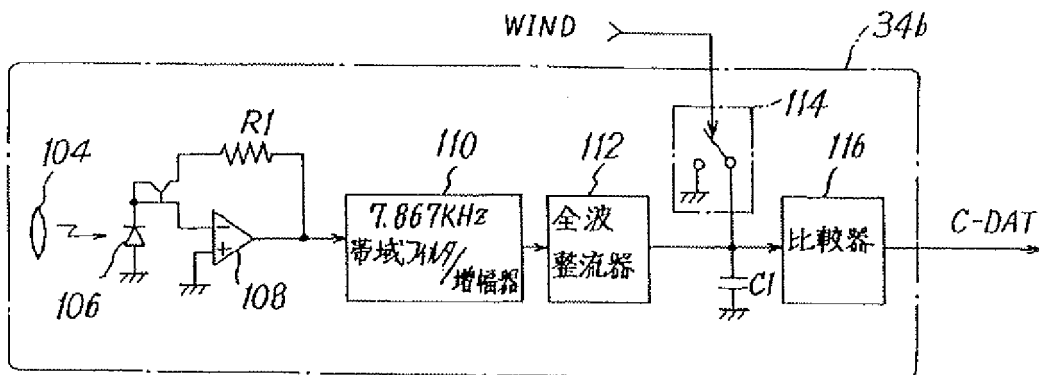 WIND
34b
114
R1
104
110
112
116
7.867KHz
帯域フィルタ/
増幅器
全波
整流器
比較器
C-DAT
106
108
C1